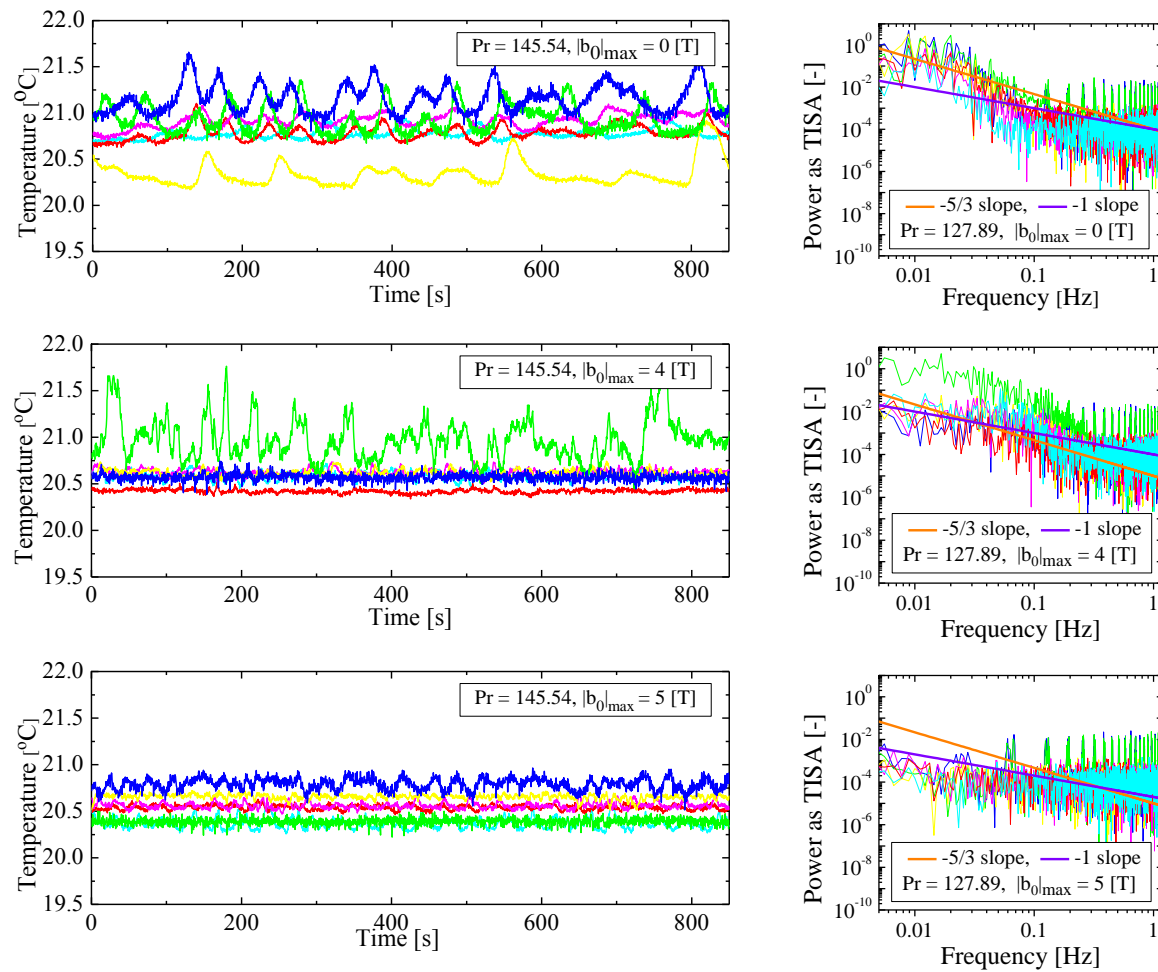 22.0
21.5
21.0
20.5
20.0
19.5
Temperature [°C]
Pr = 145.54, |b₀|max = 0 [T]
0 200 400 600 800
Time [s]
10⁰
10⁻²
10⁻⁴
10⁻⁶
10⁻⁸
10⁻¹⁰
Power as TISA [-]
-5/3 slope, -1 slope
Pr = 127.89, |b₀|max = 0 [T]
0.01 0.1 1
Frequency [Hz]
22.0
21.5
21.0
20.5
20.0
19.5
Temperature [°C]
Pr = 145.54, |b₀|max = 4 [T]
0 200 400 600 800
Time [s]
10⁰
10⁻²
10⁻⁴
10⁻⁶
10⁻⁸
10⁻¹⁰
Power as TISA [-]
-5/3 slope, -1 slope
Pr = 127.89, |b₀|max = 4 [T]
0.01 0.1 1
Frequency [Hz]
22.0
21.5
21.0
20.5
20.0
19.5
Temperature [°C]
Pr = 145.54, |b₀|max = 5 [T]
0 200 400 600 800
Time [s]
10⁰
10⁻²
10⁻⁴
10⁻⁶
10⁻⁸
10⁻¹⁰
Power as TISA [-]
-5/3 slope, -1 slope
Pr = 127.89, |b₀|max = 5 [T]
0.01 0.1 1
Frequency [Hz]